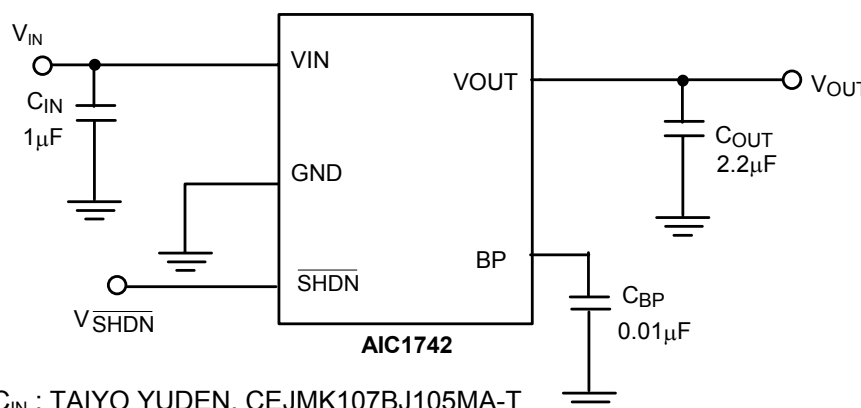 VIN
VIN
VOUT
VOUT
CIN
1µF
COUT
2.2µF
GND
BP
SHDN
CBP
0.01µF
VSHDN
AIC1742
CIN : TAIYO YUDEN, CEJMK107BJ105MA-T